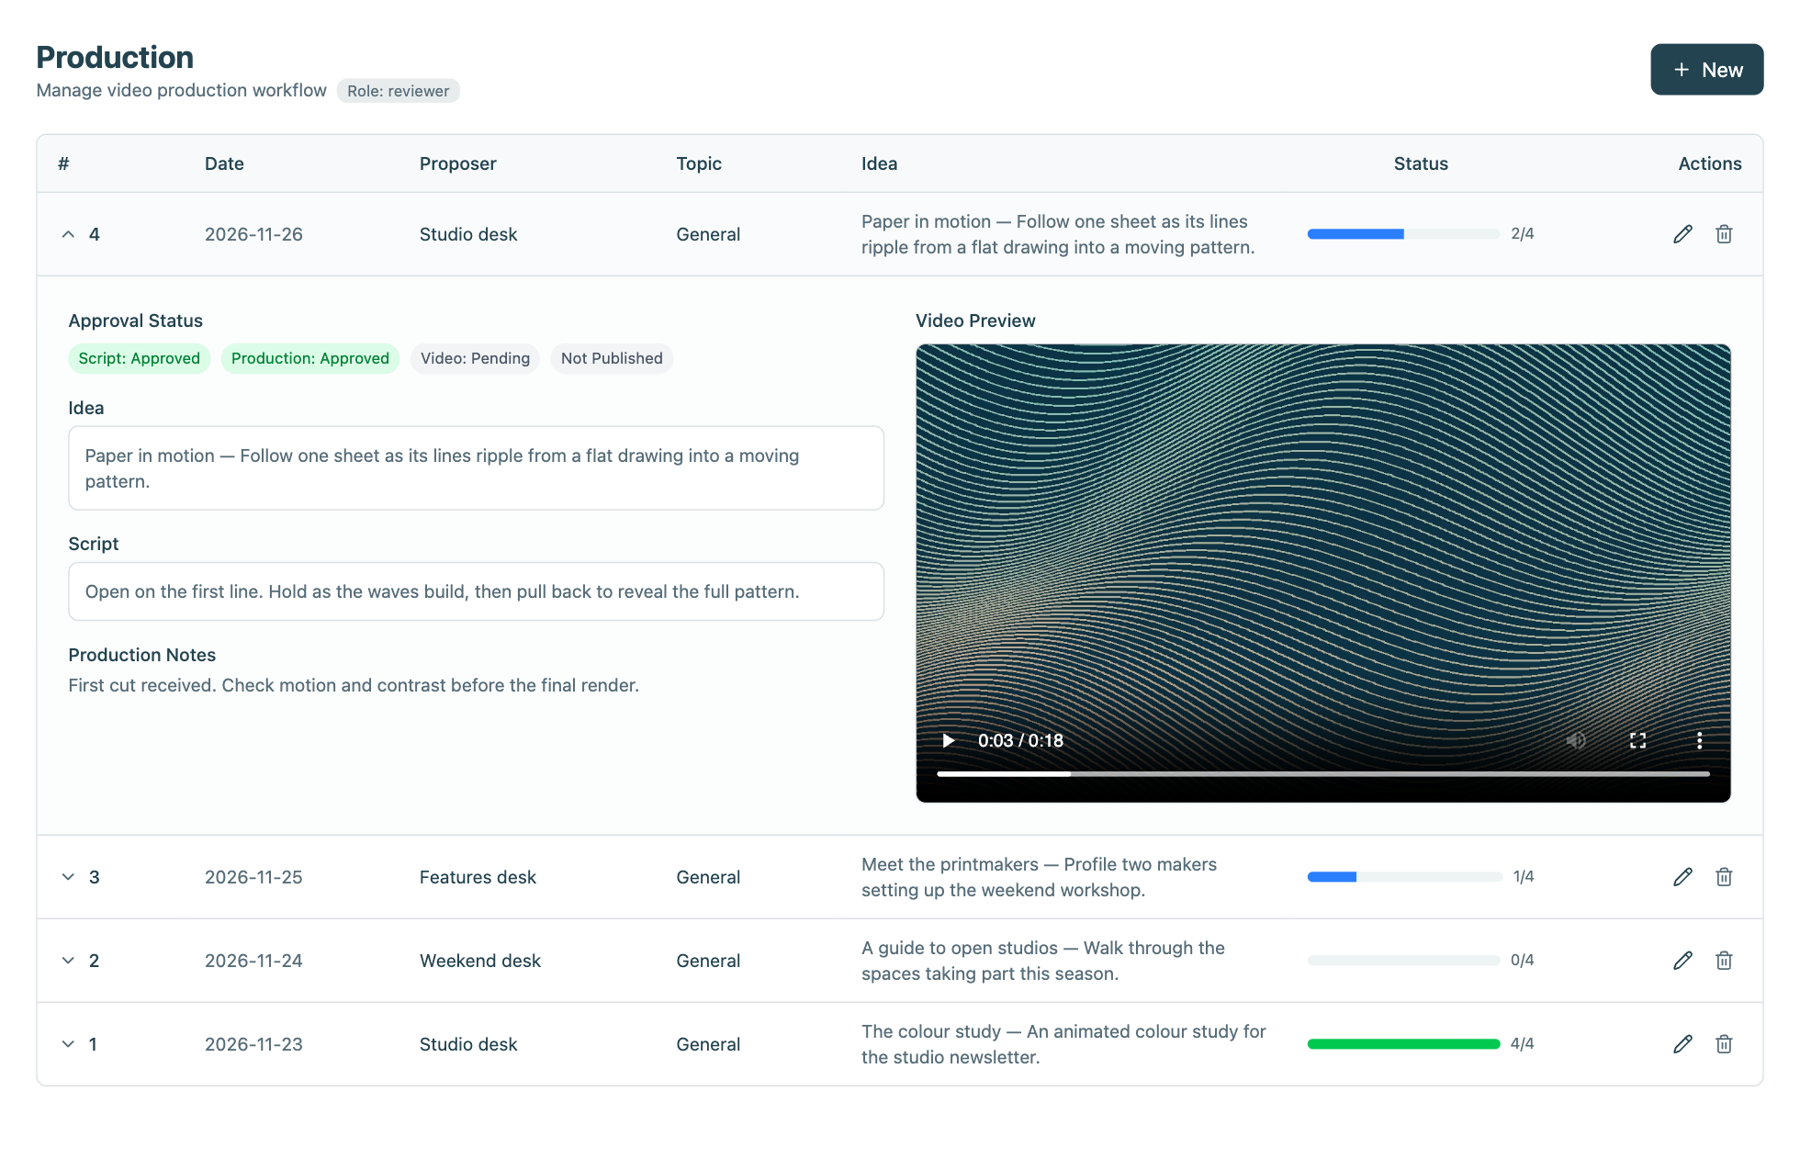 Production
Manage video production workflow Role: reviewer
+ New
# Date Proposer Topic Idea Status Actions
4 2026-11-26 Studio desk General Paper in motion — Follow one sheet as its lines 2/4
ripple from a flat drawing into a moving pattern.
Approval Status
Script: Approved Production: Approved Video: Pending Not Published
Idea
Paper in motion — Follow one sheet as its lines ripple from a flat drawing into a moving
pattern.
Script
Open on the first line. Hold as the waves build, then pull back to reveal the full pattern.
Production Notes
First cut received. Check motion and contrast before the final render.
Video Preview
0:03 / 0:18
3 2026-11-25 Features desk General Meet the printmakers — Profile two makers 1/4
setting up the weekend workshop.
2 2026-11-24 Weekend desk General A guide to open studios — Walk through the 0/4
spaces taking part this season.
1 2026-11-23 Studio desk General The colour study — An animated colour study for 4/4
the studio newsletter.